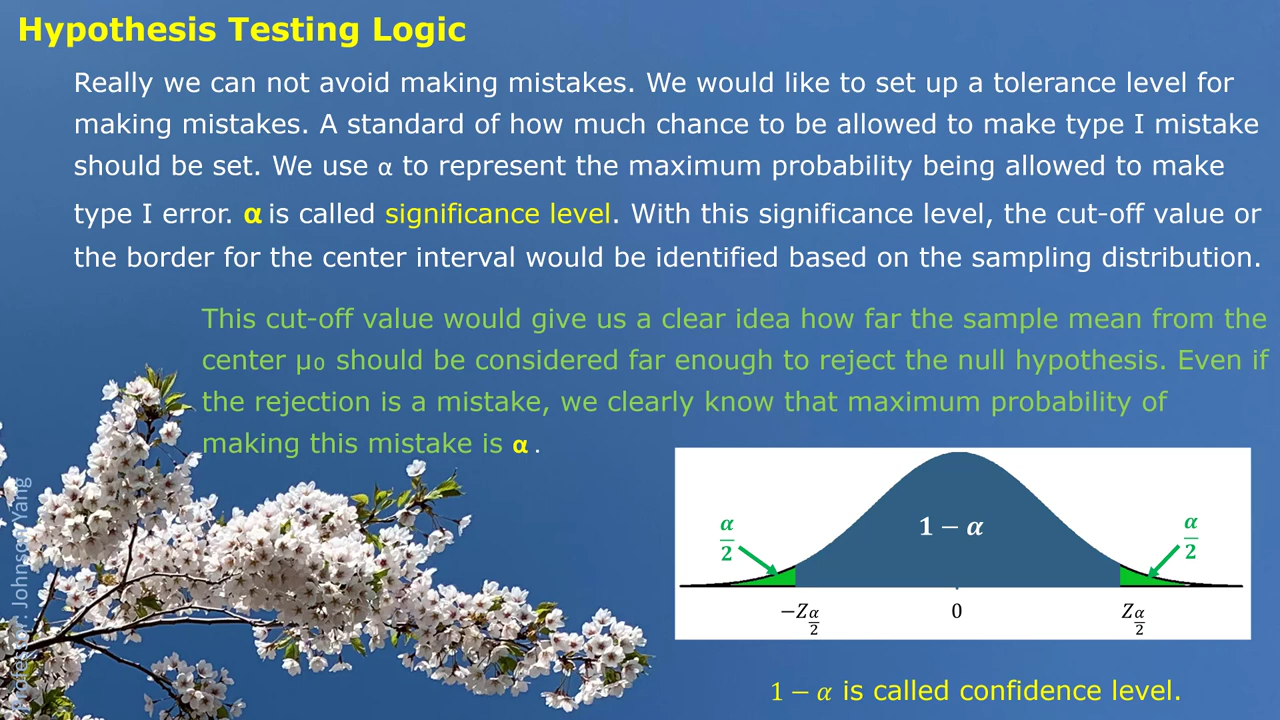 Hypothesis Testing Logic
Really we can not avoid making mistakes. We would like to set up a tolerance level for
making mistakes. A standard of how much chance to be allowed to make type I mistake
should be set. We use α to represent the maximum probability being allowed to make
type I error. α is called significance level. With this significance level, the cut-off value or
the border for the center interval would be identified based on the sampling distribution.
This cut-off value would give us a clear idea how far the sample mean from the
center μ₀ should be considered far enough to reject the null hypothesis. Even if
the rejection is a mistake, we clearly know that maximum probability of
making this mistake is α .
α/2
1 − α
α/2
−Zα/2
0
Zα/2
1 − α is called confidence level.
Professor: Johnson Yang